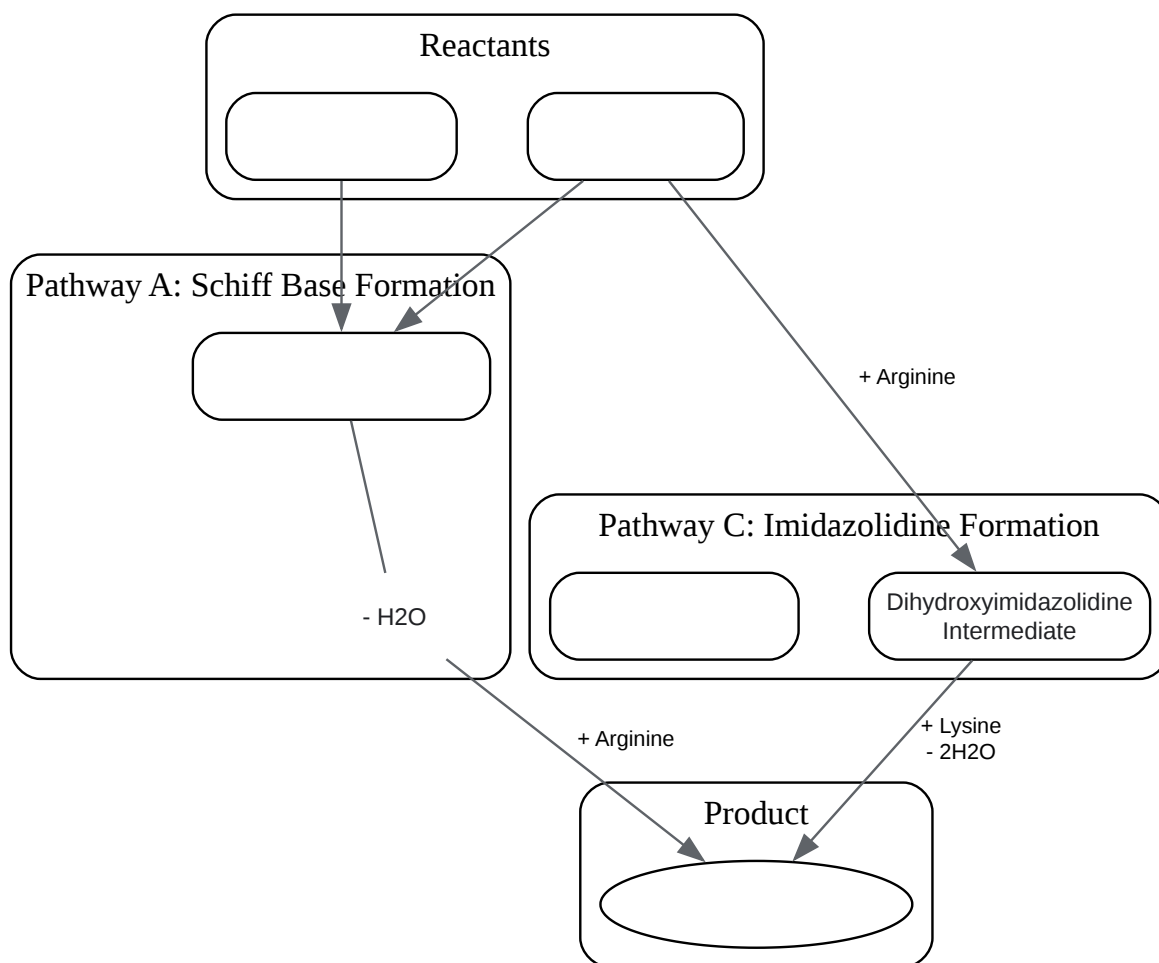 Reactants
Pathway A: Schiff Base Formation
+ Arginine
Pathway C: Imidazolidine Formation
Dihydroxyimidazolidine
Intermediate
- H2O
+ Arginine
+ Lysine
- 2H2O
Product